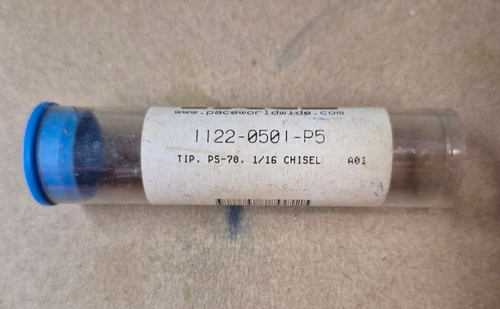 www.paceworldwide.com
1122-0501-P5
TIP. PS-70. 1/16 CHISEL A01